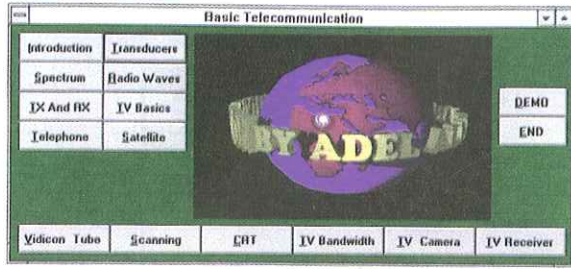 Basic Telecommunication
Introduction Transducers
Spectrum Radio Waves
TX And RX TV Basics
Telephone Satellite
BY ADEL
DEMO
END
Vidicon Tube Scanning CRT TV Bandwidth TV Camera TV Receiver